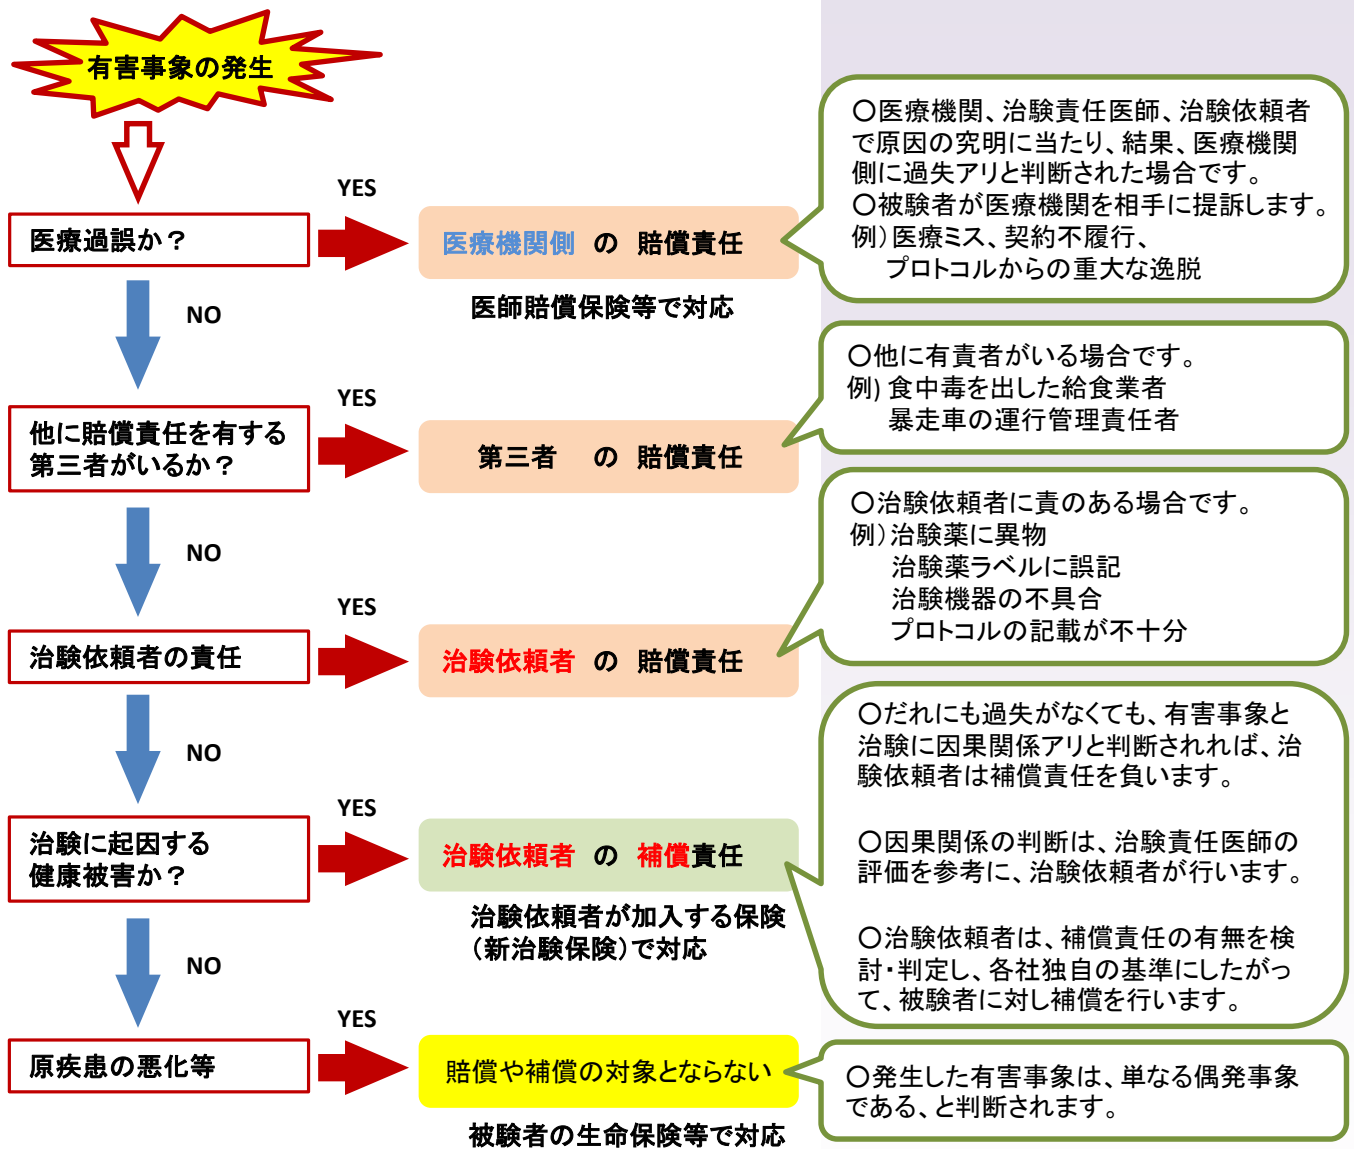 有害事象の発生
医療過誤か？
YES
医療機関側 の 賠償責任
医師賠償保険等で対応
〇医療機関、治験責任医師、治験依頼者
で原因の究明に当たり、結果、医療機関
側に過失アリと判断された場合です。
〇被験者が医療機関を相手に提訴します。
例）医療ミス、契約不履行、
プロトコルからの重大な逸脱
NO
他に賠償責任を有する
第三者がいるか？
YES
第三者 の 賠償責任
〇他に有責者がいる場合です。
例）食中毒を出した給食業者
暴走車の運行管理責任者
NO
治験依頼者の責任
YES
治験依頼者 の 賠償責任
〇治験依頼者に責のある場合です。
例）治験薬に異物
治験薬ラベルに誤記
治験機器の不具合
プロトコルの記載が不十分
NO
治験に起因する
健康被害か？
YES
治験依頼者 の 補償責任
治験依頼者が加入する保険
（新治験保険）で対応
〇だれにも過失がなくても、有害事象と
治験に因果関係アリと判断されれば、治
験依頼者は補償責任を負います。
〇因果関係の判断は、治験責任医師の
評価を参考に、治験依頼者が行います。
〇治験依頼者は、補償責任の有無を検
討・判定し、各社独自の基準にしたがっ
て、被験者に対し補償を行います。
NO
原疾患の悪化等
YES
賠償や補償の対象とならない
被験者の生命保険等で対応
〇発生した有害事象は、単なる偶発事象
である、と判断されます。